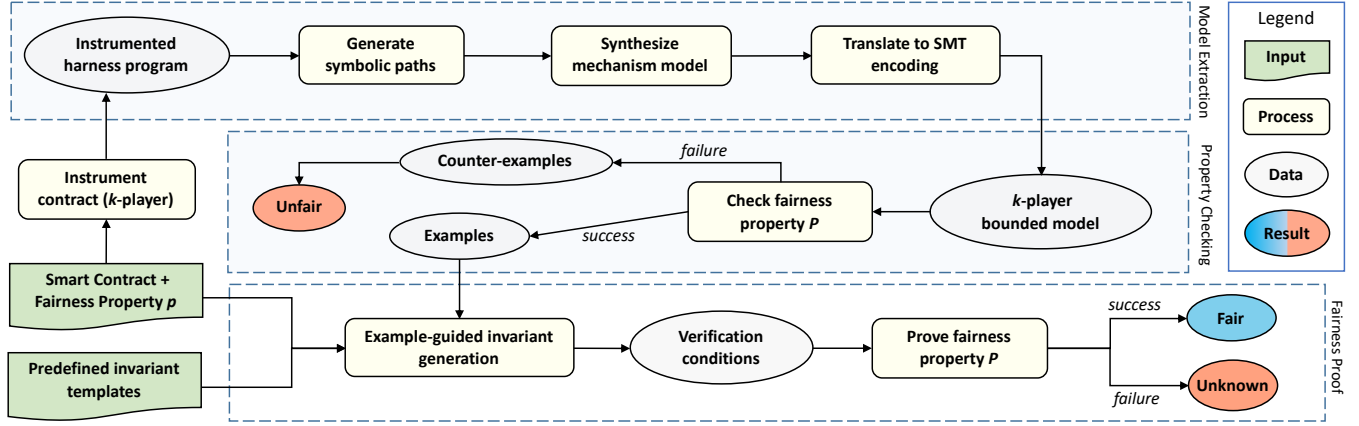 Instrumented
harness program
Generate
symbolic paths
Synthesize
mechanism model
Translate to SMT
encoding
Model Extraction
Legend
Input
Process
Data
Result
Instrument
contract (k-player)
Counter-examples
failure
Unfair
Check fairness
property P
k-player
bounded model
Examples
success
Property Checking
Smart Contract +
Fairness Property p
Predefined invariant
templates
Example-guided invariant
generation
Verification
conditions
Prove fairness
property P
success
Fair
failure
Unknown
Fairness Proof